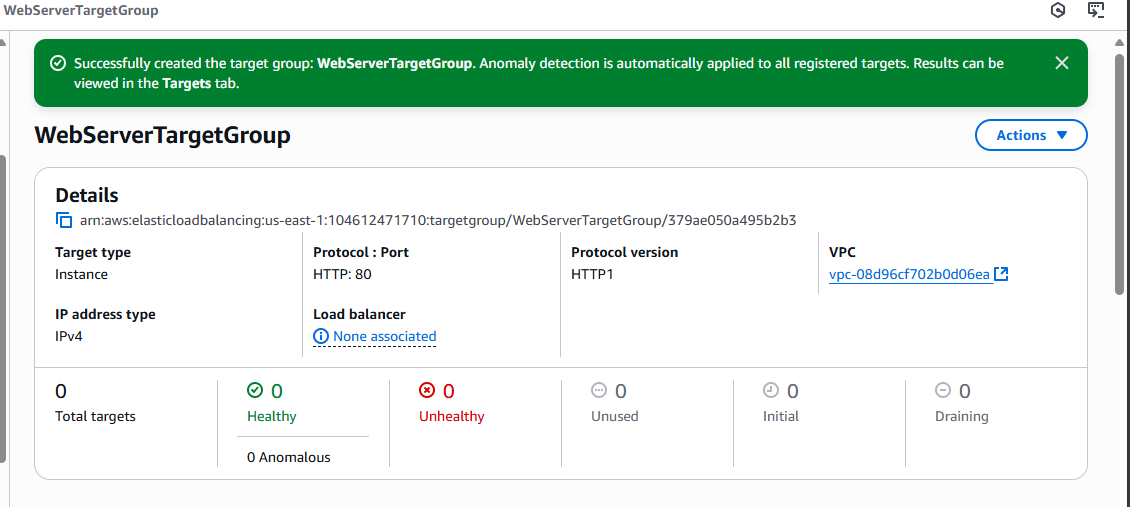 WebServerTargetGroup
Successfully created the target group: WebServerTargetGroup. Anomaly detection is automatically applied to all registered targets. Results can be
viewed in the Targets tab.
WebServerTargetGroup
Actions
Details
arn:aws:elasticloadbalancing:us-east-1:104612471710:targetgroup/WebServerTargetGroup/379ae050a495b2b3
Target type
Instance
Protocol : Port
HTTP: 80
Protocol version
HTTP1
VPC
vpc-08d96cf702b0d06ea
IP address type
IPv4
Load balancer
None associated
0
Total targets
0
Healthy
0 Anomalous
0
Unhealthy
0
Unused
0
Initial
0
Draining